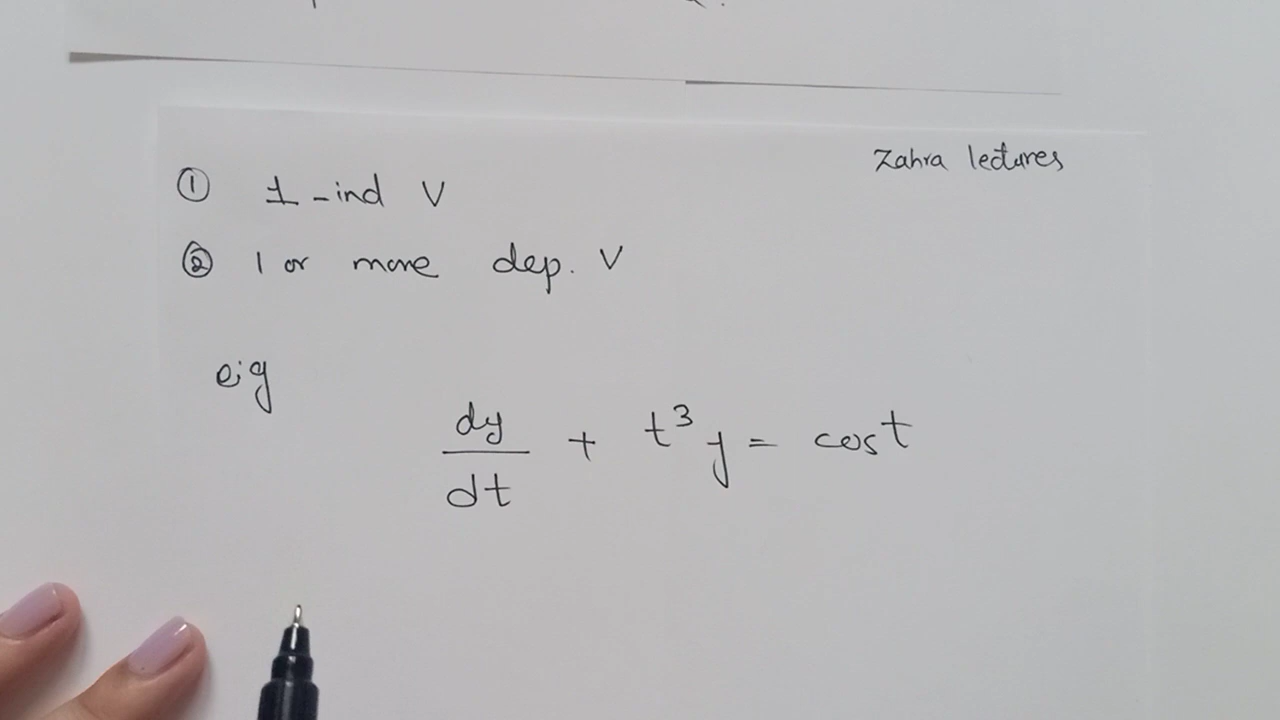 Zahra lectures
① 1-ind V
② 1 or more dep. V
e.g
dy/dt + t³y = cost